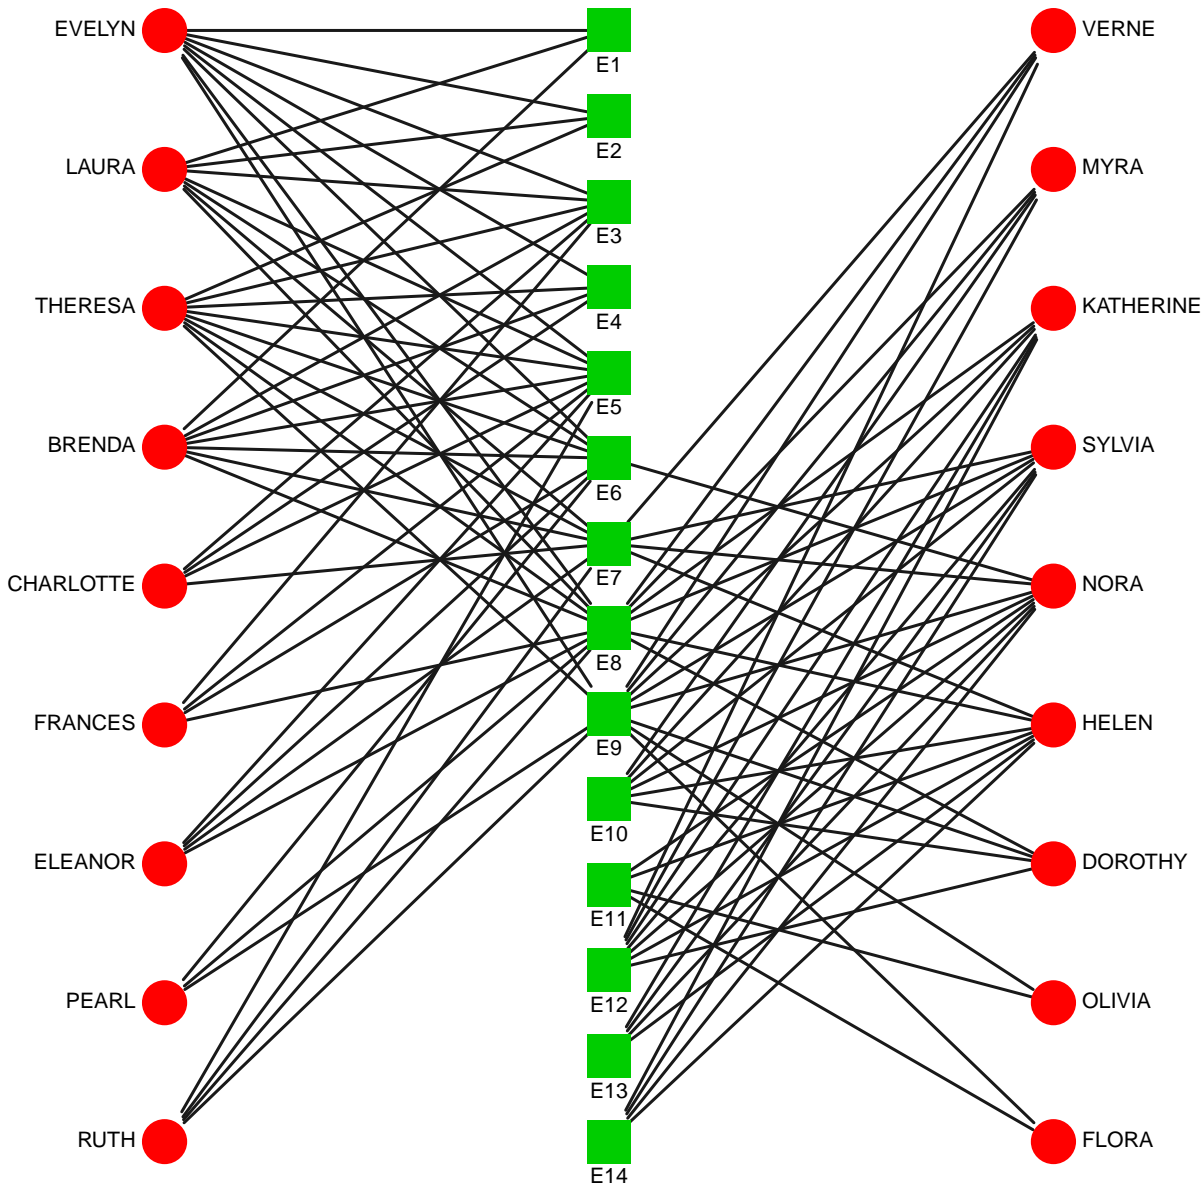 EVELYN
LAURA
THERESA
BRENDA
CHARLOTTE
FRANCES
ELEANOR
PEARL
RUTH
E1
E2
E3
E4
E5
E6
E7
E8
E9
E10
E11
E12
E13
E14
VERNE
MYRA
KATHERINE
SYLVIA
NORA
HELEN
DOROTHY
OLIVIA
FLORA